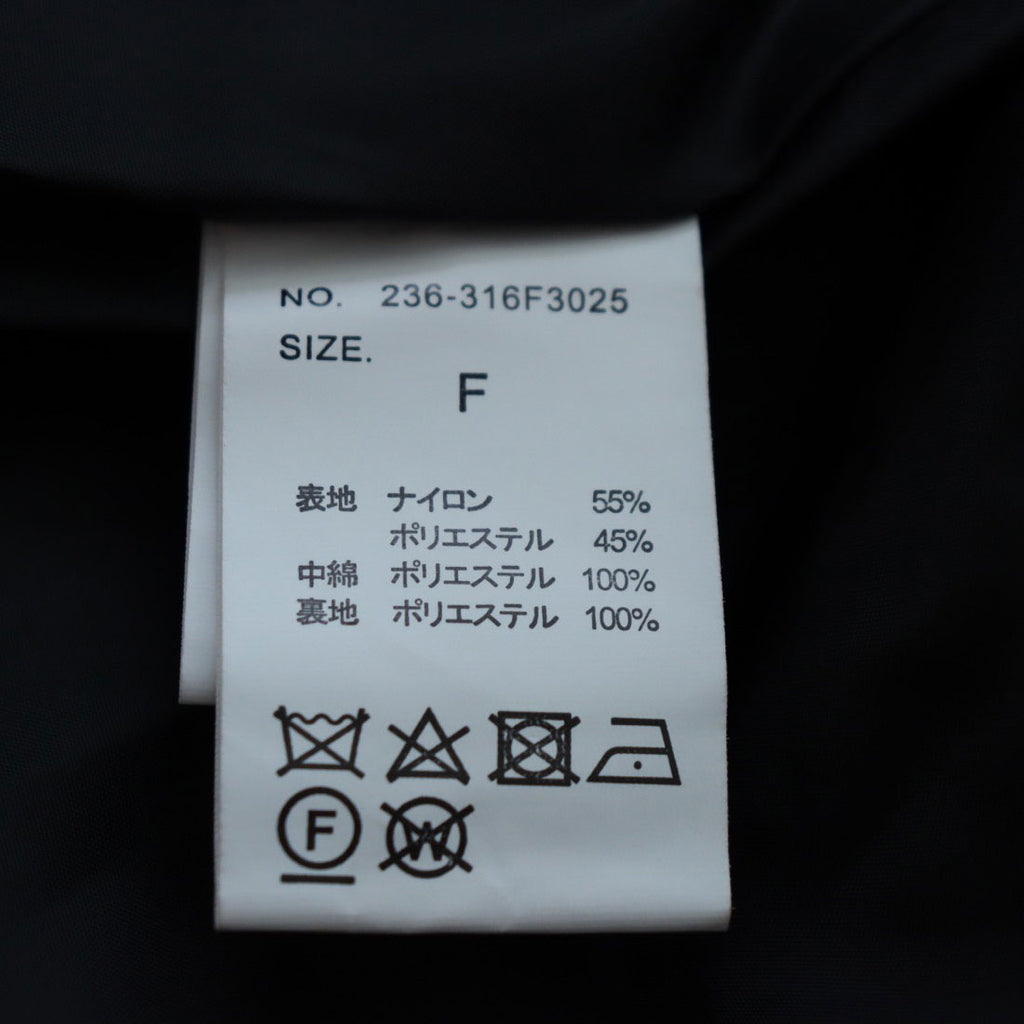 NO. 236-316F3025
SIZE.
F
表地 ナイロン 55%
ポリエステル 45%
中綿 ポリエステル 100%
裏地 ポリエステル 100%
F W